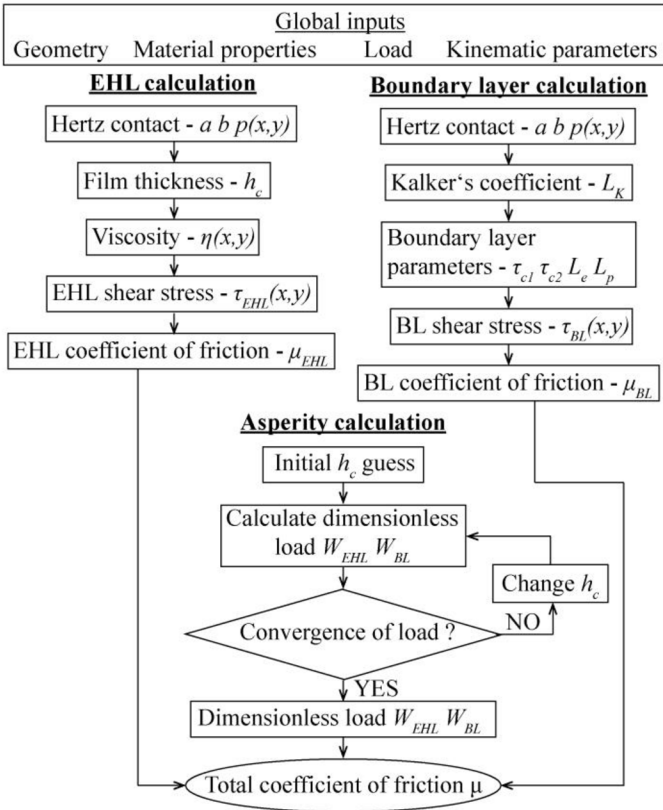 Global inputs
Geometry Material properties Load Kinematic parameters
EHL calculation
Hertz contact - a b p(x,y)
Film thickness - h_c
Viscosity - η(x,y)
EHL shear stress - τ_EHL(x,y)
EHL coefficient of friction - μ_EHL
Boundary layer calculation
Hertz contact - a b p(x,y)
Kalker‘s coefficient - L_K
Boundary layer
parameters - τ_c1 τ_c2 L_e L_p
BL shear stress - τ_BL(x,y)
BL coefficient of friction - μ_BL
Asperity calculation
Initial h_c guess
Calculate dimensionless
load W_EHL W_BL
Change h_c
Convergence of load ?
NO
YES
Dimensionless load W_EHL W_BL
Total coefficient of friction μ